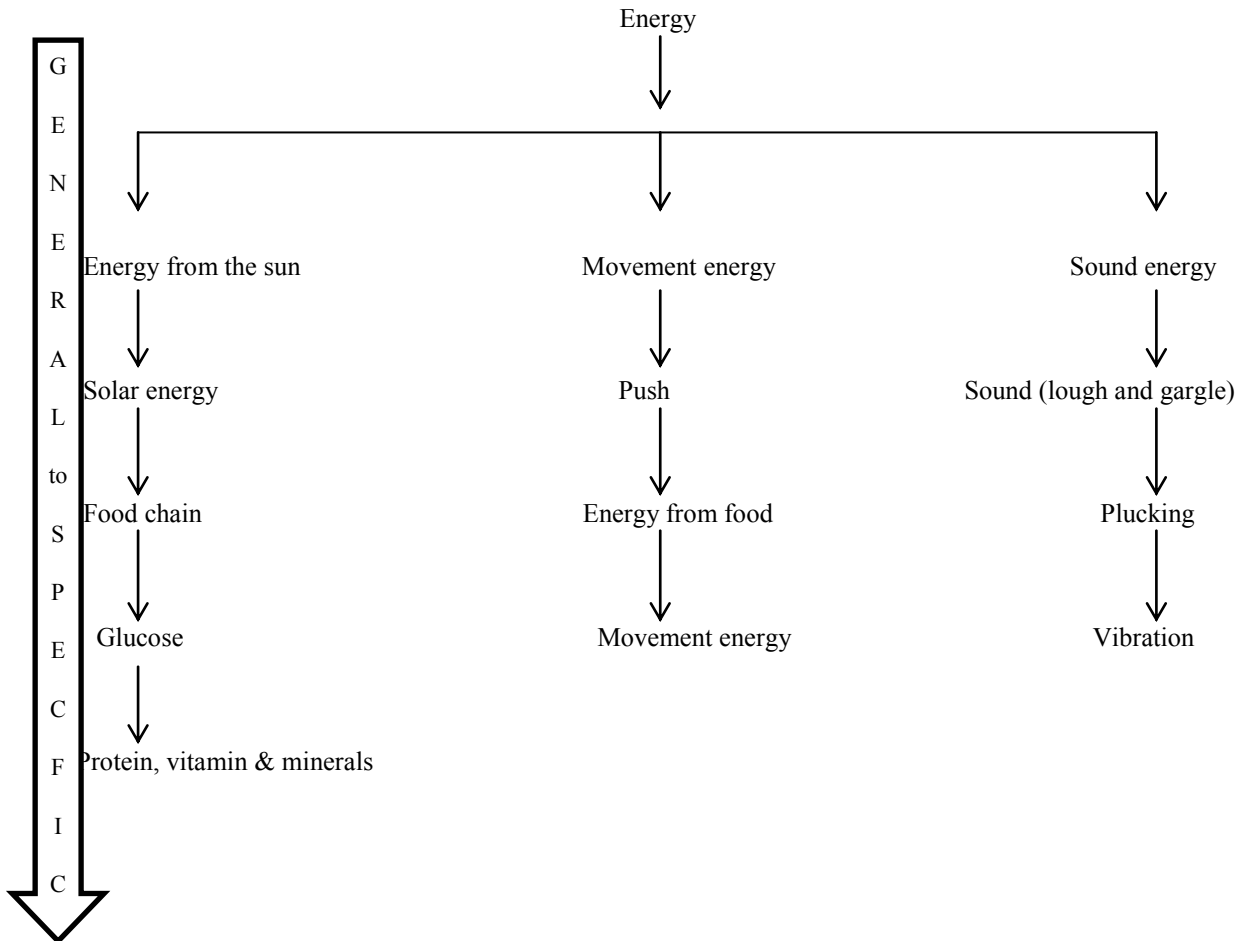 Energy
G
E
N
E
R
A
L
to
S
P
E
C
F
I
C
Energy from the sun
Movement energy
Sound energy
Solar energy
Push
Sound (lough and gargle)
Food chain
Energy from food
Plucking
Glucose
Movement energy
Vibration
Protein, vitamin & minerals